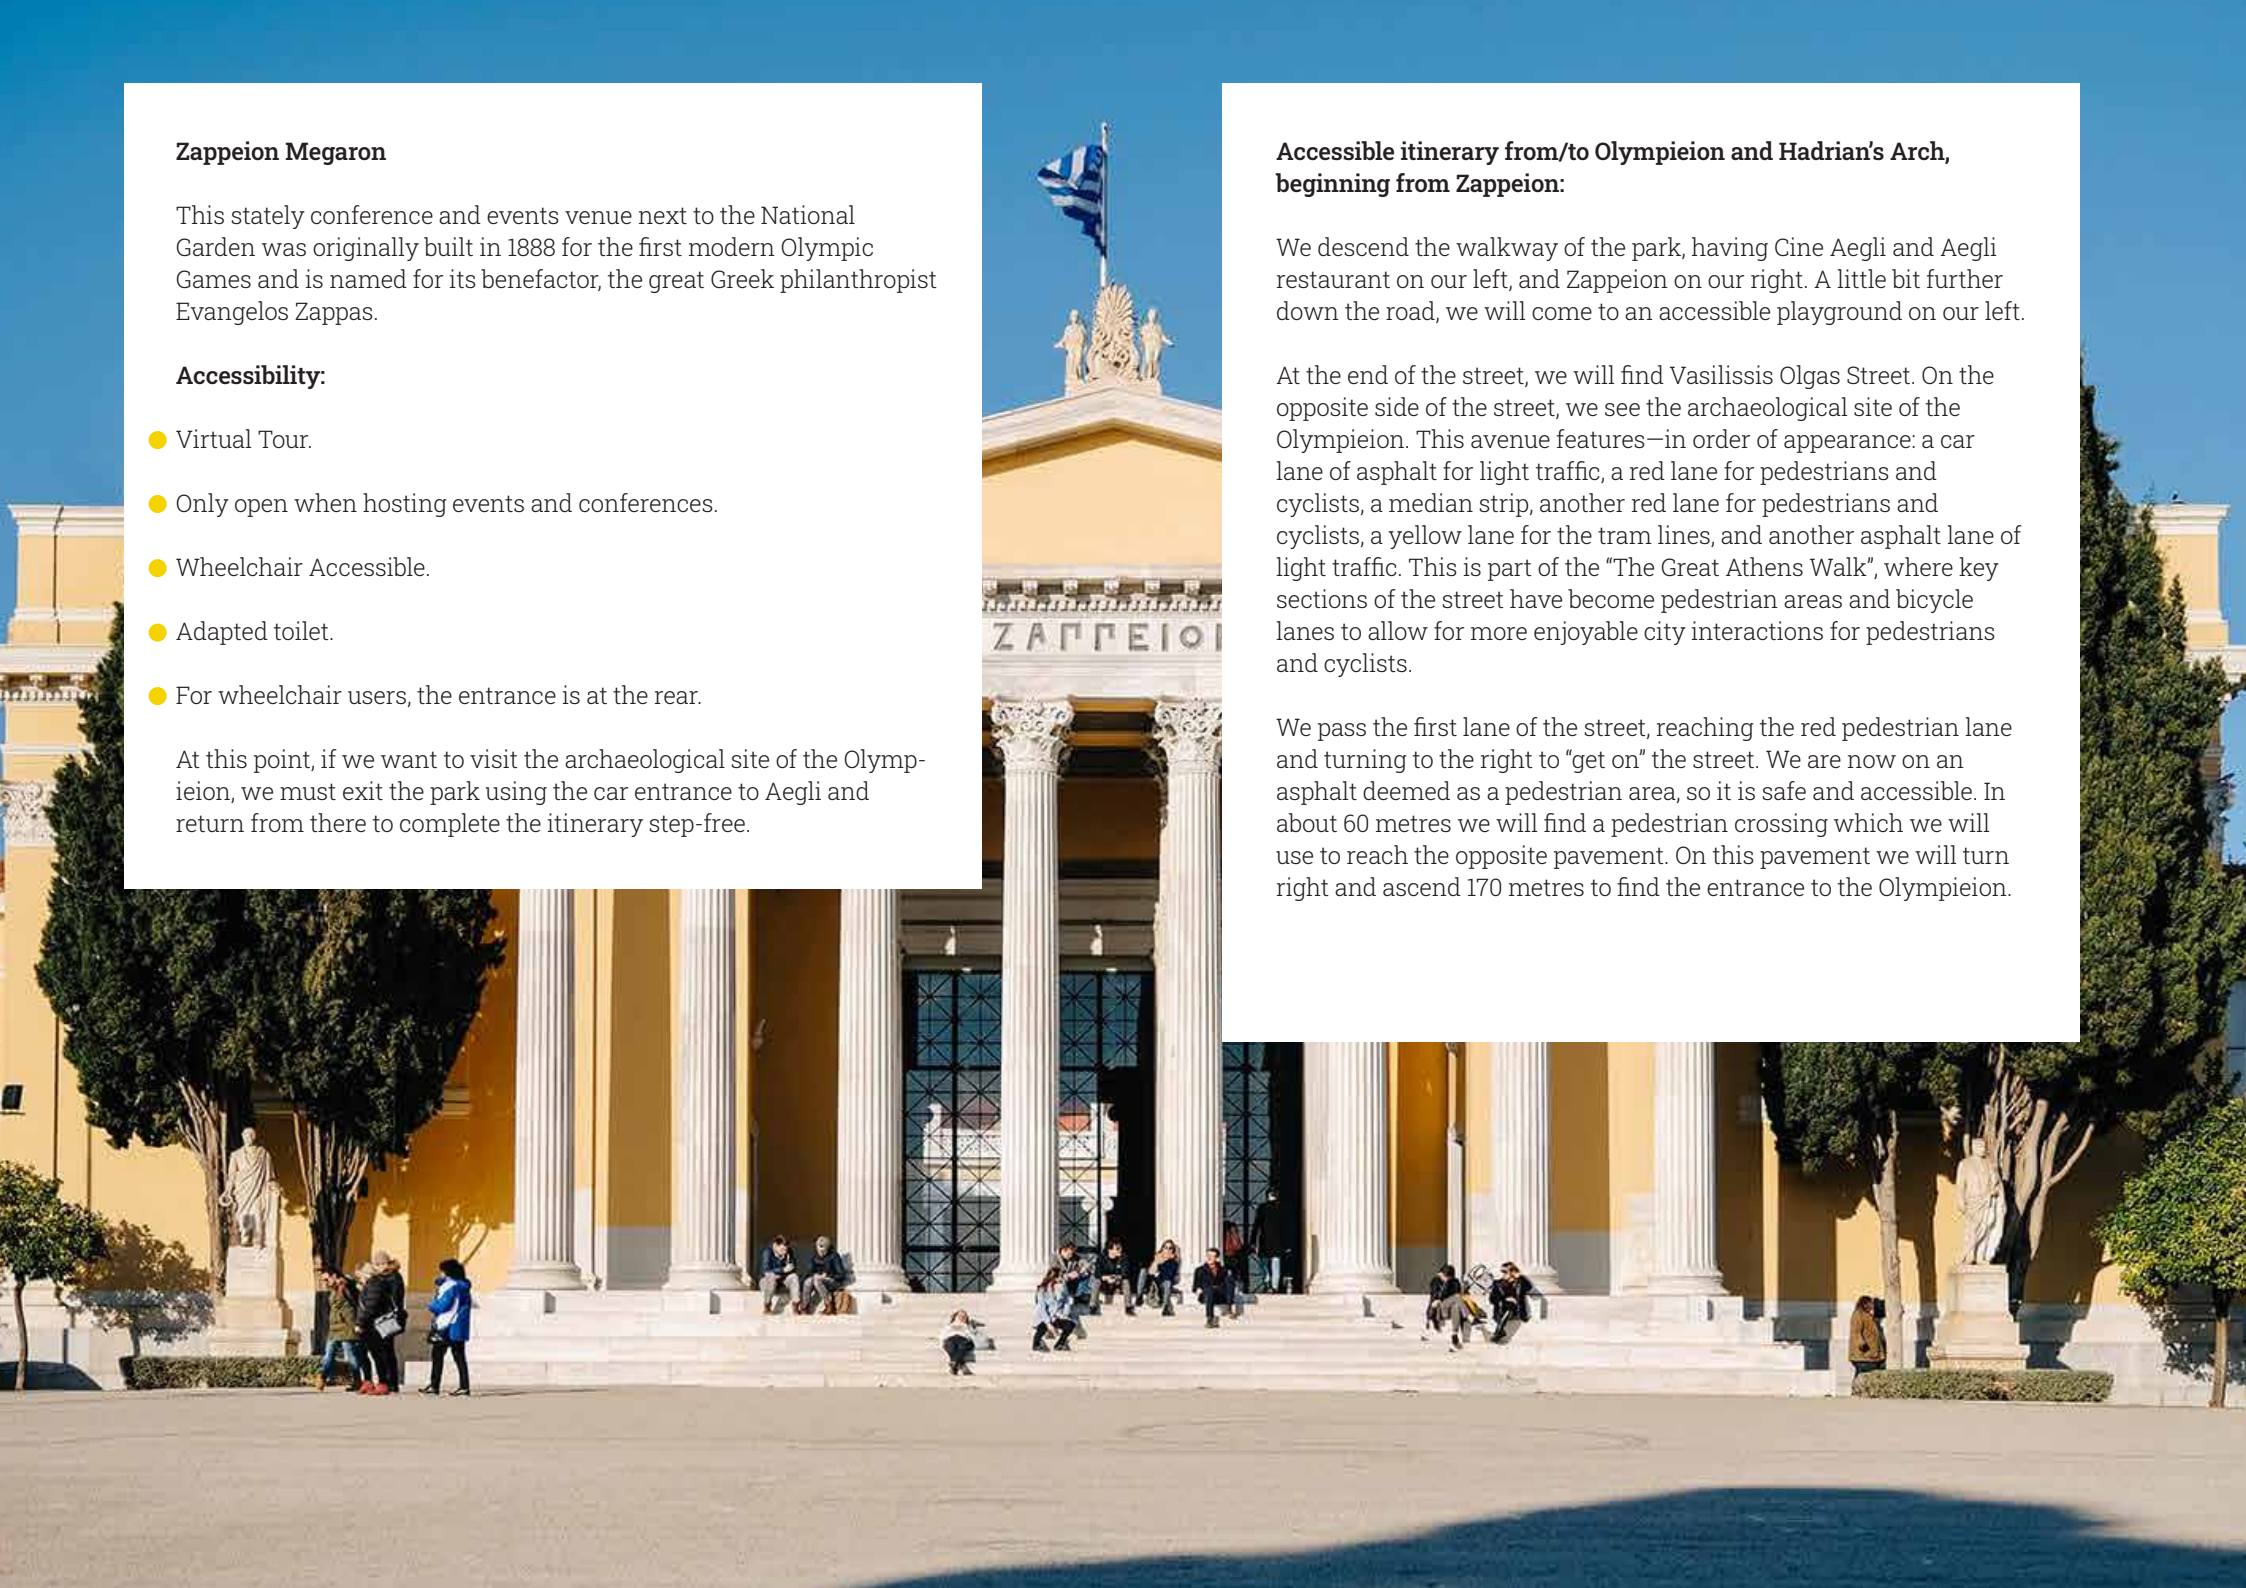 Zappeion Megaron
This stately conference and events venue next to the National
Garden was originally built in 1888 for the first modern Olympic
Games and is named for its benefactor, the great Greek philanthropist
Evangelos Zappas.
Accessibility:
Virtual Tour.
Only open when hosting events and conferences.
Wheelchair Accessible.
Adapted toilet.
For wheelchair users, the entrance is at the rear.
At this point, if we want to visit the archaeological site of the Olymp-
ieion, we must exit the park using the car entrance to Aegli and
return from there to complete the itinerary step-free.
ΖΑΠΠΕΙΟ
Accessible itinerary from/to Olympieion and Hadrian’s Arch,
beginning from Zappeion:
We descend the walkway of the park, having Cine Aegli and Aegli
restaurant on our left, and Zappeion on our right. A little bit further
down the road, we will come to an accessible playground on our left.
At the end of the street, we will find Vasilissis Olgas Street. On the
opposite side of the street, we see the archaeological site of the
Olympieion. This avenue features—in order of appearance: a car
lane of asphalt for light traffic, a red lane for pedestrians and
cyclists, a median strip, another red lane for pedestrians and
cyclists, a yellow lane for the tram lines, and another asphalt lane of
light traffic. This is part of the “The Great Athens Walk”, where key
sections of the street have become pedestrian areas and bicycle
lanes to allow for more enjoyable city interactions for pedestrians
and cyclists.
We pass the first lane of the street, reaching the red pedestrian lane
and turning to the right to “get on” the street. We are now on an
asphalt deemed as a pedestrian area, so it is safe and accessible. In
about 60 metres we will find a pedestrian crossing which we will
use to reach the opposite pavement. On this pavement we will turn
right and ascend 170 metres to find the entrance to the Olympieion.